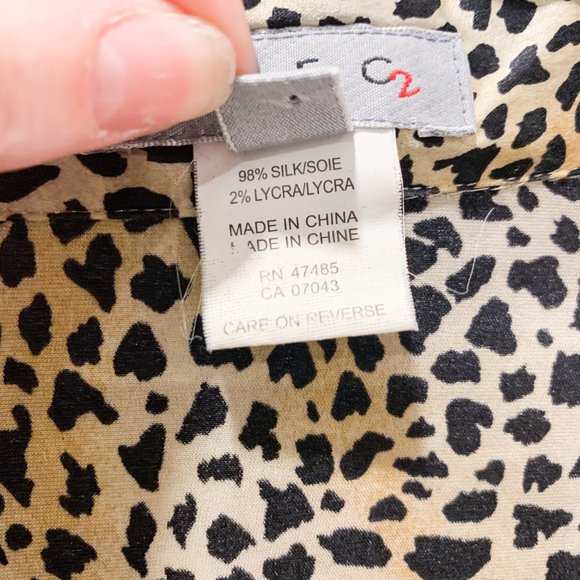 C2
98% SILK/SOIE
2% LYCRA/LYCRA
MADE IN CHINA
MADE IN CHINE
RN 47485
CA 07043
CARE ON REVERSE